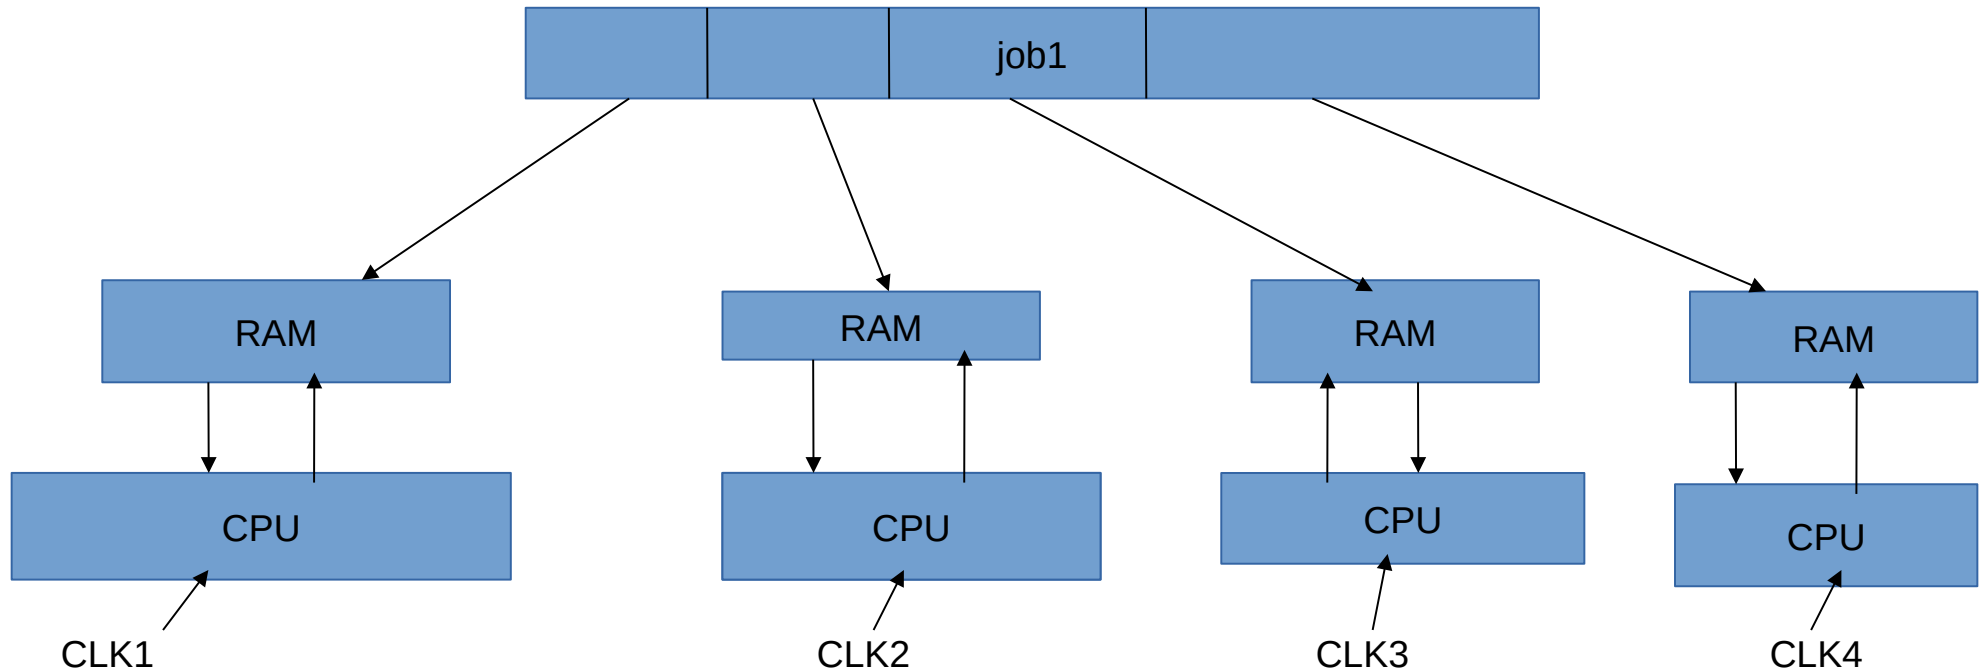 job1
RAM
RAM
RAM
RAM
CPU
CPU
CPU
CPU
CLK1
CLK2
CLK3
CLK4